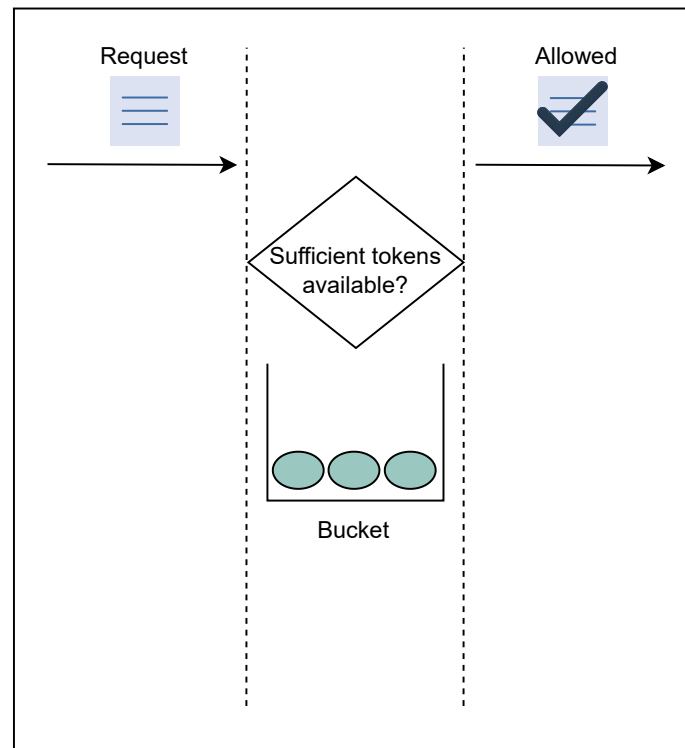 Request
Allowed
Sufficient tokens
available?
Bucket